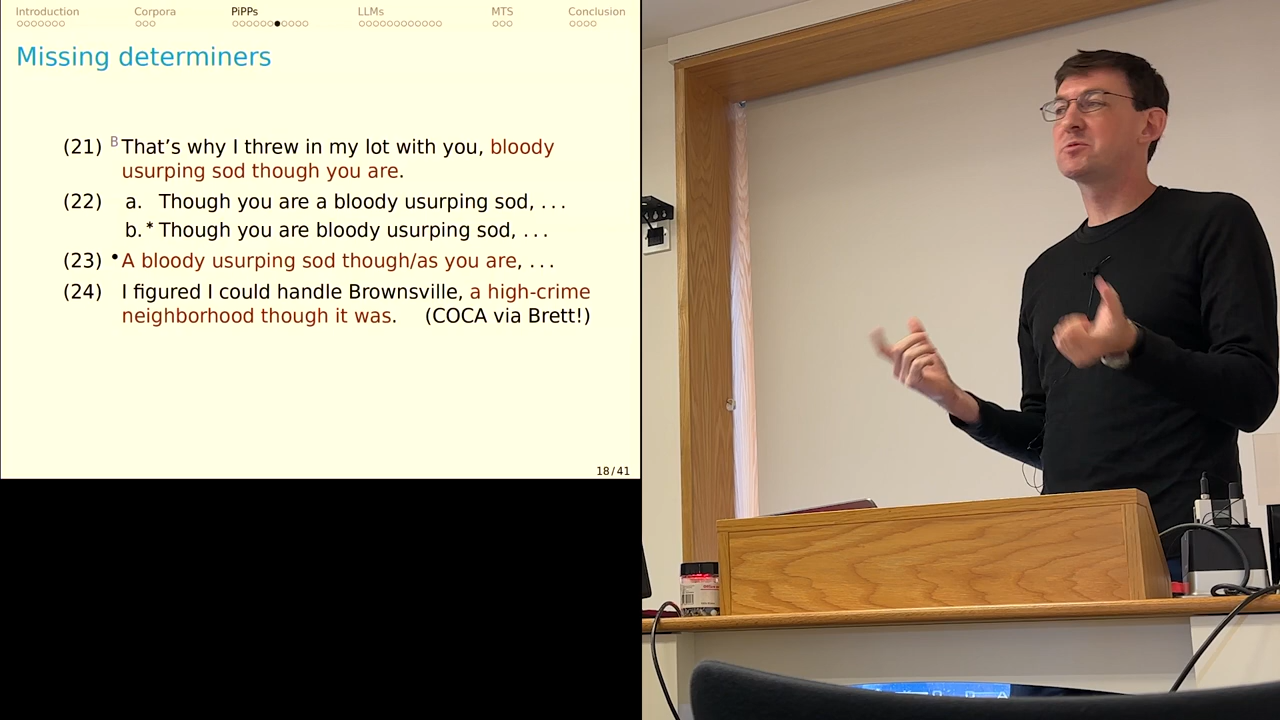 Introduction Corpora PiPPs LLMs MTS Conclusion
Missing determiners
(21) B That's why I threw in my lot with you, bloody
usurping sod though you are.
(22) a. Though you are a bloody usurping sod, . . .
b. * Though you are bloody usurping sod, . . .
(23) • A bloody usurping sod though/as you are, . . .
(24) I figured I could handle Brownsville, a high-crime
neighborhood though it was. (COCA via Brett!)
18/41